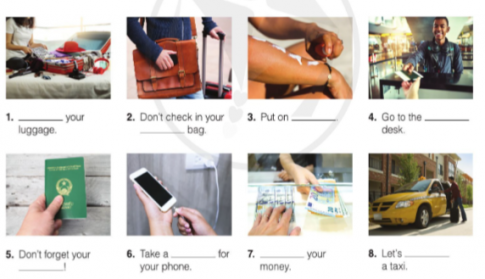 1. ________ your
luggage.
2. Don't check in your
________ bag.
3. Put on ________
4. Go to the ________
desk.
5. Don't forget your
________!
6. Take a ________ for
your phone.
7. ________ your
money.
8. Let's ________
a taxi.